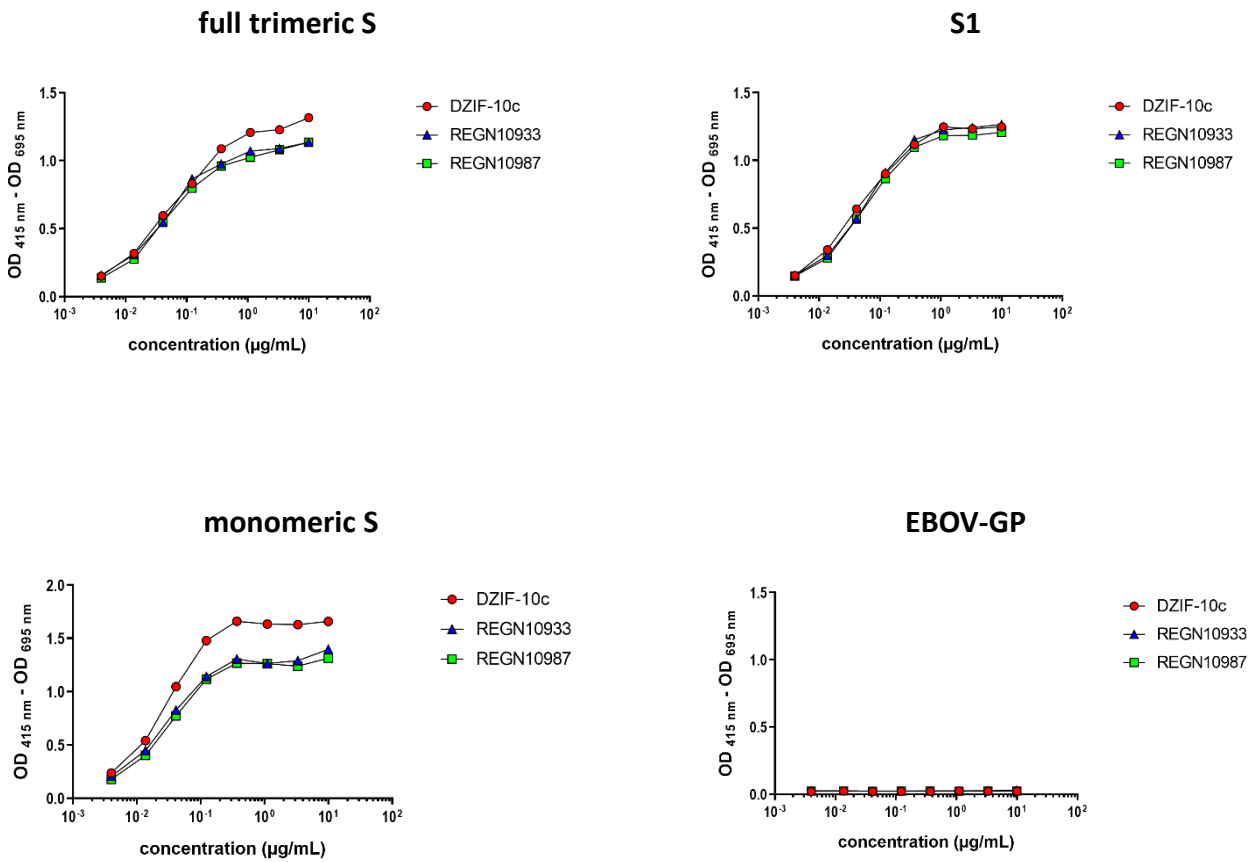 full trimeric S
OD 415 nm - OD 695 nm
1.5
1.0
0.5
0.0
10-3
10-2
10-1
100
101
102
concentration (µg/mL)
DZIF-10c
REGN10933
REGN10987
S1
OD 415 nm - OD 695 nm
1.5
1.0
0.5
0.0
10-3
10-2
10-1
100
101
102
concentration (µg/mL)
DZIF-10c
REGN10933
REGN10987
monomeric S
OD 415 nm - OD 695 nm
2.0
1.5
1.0
0.5
0.0
10-3
10-2
10-1
100
101
102
concentration (µg/mL)
DZIF-10c
REGN10933
REGN10987
EBOV-GP
OD 415 nm - OD 695 nm
1.5
1.0
0.5
0.0
10-3
10-2
10-1
100
101
102
concentration (µg/mL)
DZIF-10c
REGN10933
REGN10987